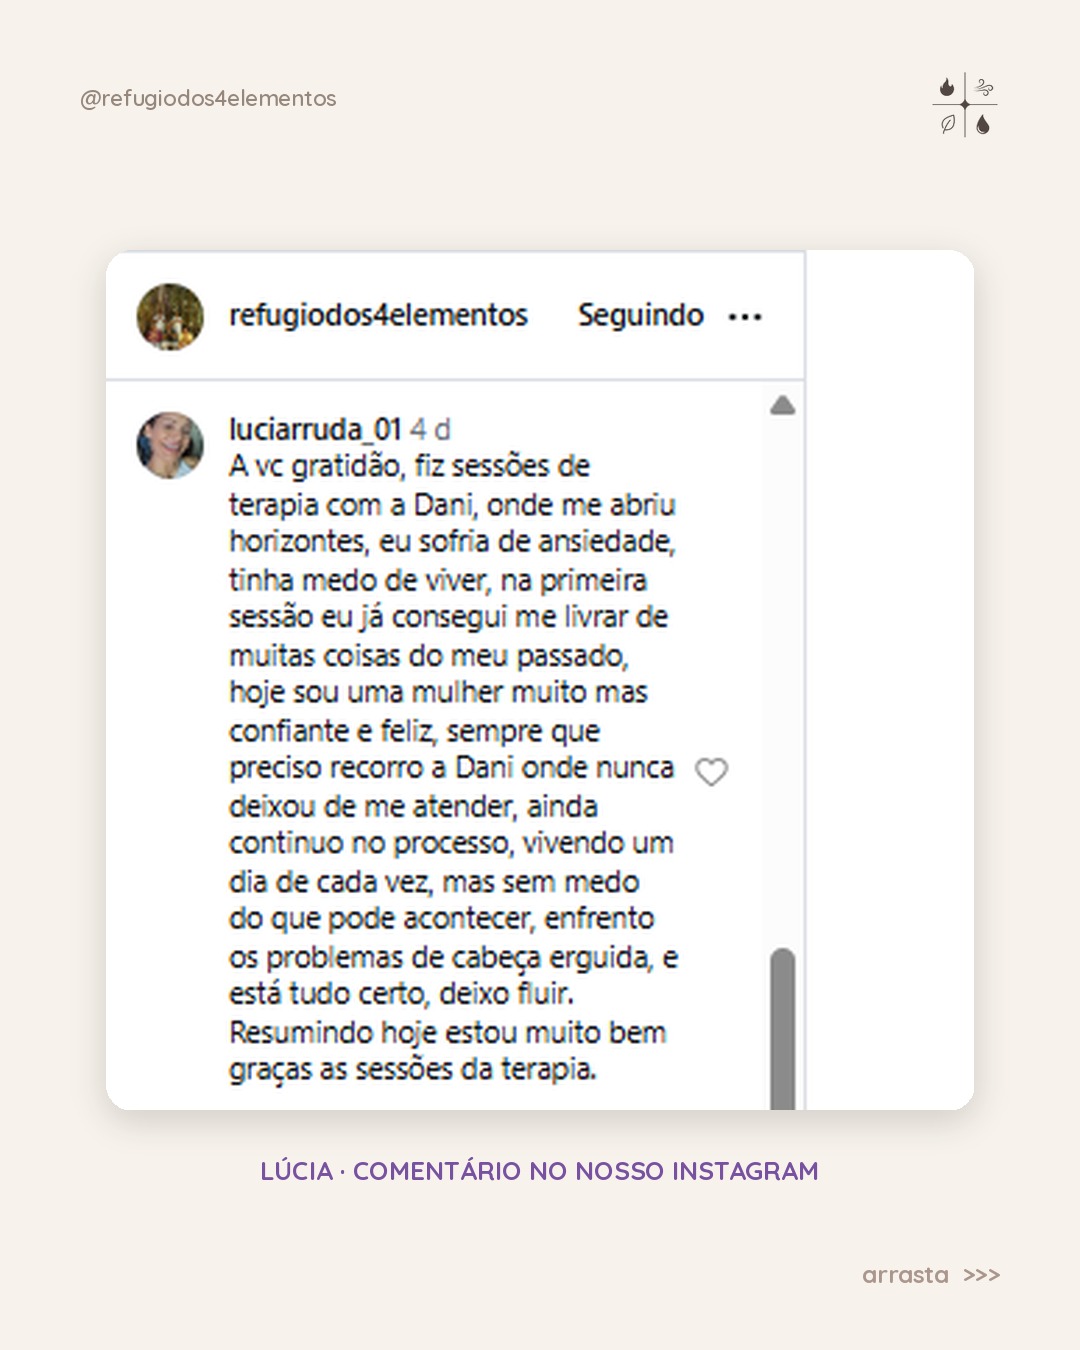 @refugiodos4elementos
refugiodos4elementos Seguindo •••
luciarruda_01 4 d
A vc gratidão, fiz sessões de
terapia com a Dani, onde me abriu
horizontes, eu sofria de ansiedade,
tinha medo de viver, na primeira
sessão eu já consegui me livrar de
muitas coisas do meu passado,
hoje sou uma mulher muito mas
confiante e feliz, sempre que
preciso recorro a Dani onde nunca
deixou de me atender, ainda
continuo no processo, vivendo um
dia de cada vez, mas sem medo
do que pode acontecer, enfrento
os problemas de cabeça erguida, e
está tudo certo, deixo fluir.
Resumindo hoje estou muito bem
graças as sessões da terapia.
LÚCIA · COMENTÁRIO NO NOSSO INSTAGRAM
arrasta >>>